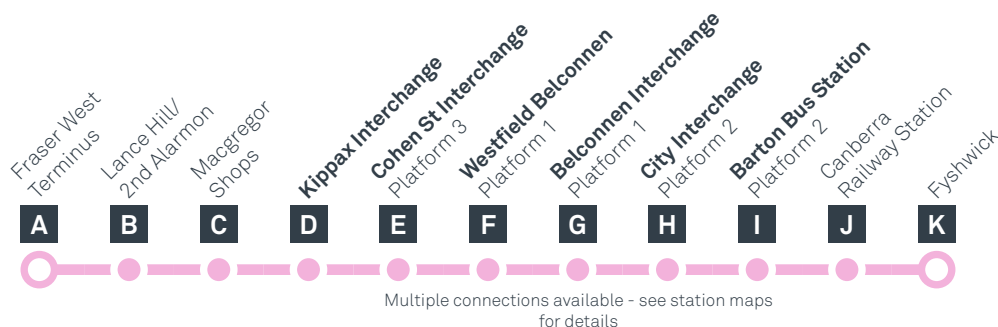 Fraser West
Terminus
Lance Hill/
2nd Alarmon
Macgregor
Shops
Kippax Interchange
Cohen St Interchange
Platform 3
Westfield Belconnen
Platform 1
Belconnen Interchange
Platform 1
City Interchange
Platform 2
Barton Bus Station
Platform 2
Canberra
Railway Station
Fyshwick
A
B
C
D
E
F
G
H
I
J
K
Multiple connections available - see station maps
for details